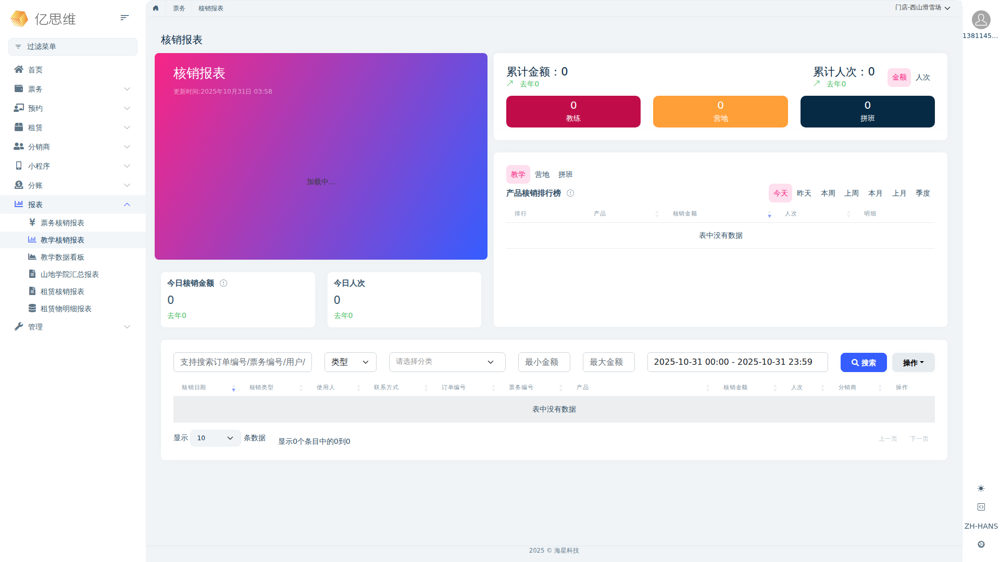 亿思维
过滤菜单
首页
票务
预约
租赁
分销商
小程序
分账
报表
票务核销报表
教学核销报表
教学数据看板
山地学院汇总报表
租赁核销报表
租赁物明细报表
管理
票务 核销报表
门店-西山滑雪场
核销报表
核销报表
更新时间:2025年10月31日 03:58
加载中...
累计金额：0
去年0
累计人次：0
去年0
金额 人次
0
教练
0
营地
0
拼班
教学 营地 拼班
产品核销排行榜
今天 昨天 本周 上周 本月 上月 季度
排行 产品 核销金额 人次 明细
表中没有数据
今日核销金额
0
去年0
今日人次
0
去年0
支持搜索订单编号/票务编号/用户/ 类型 请选择分类 最小金额 最大金额 2025-10-31 00:00 - 2025-10-31 23:59 搜索 操作
核销日期 核销类型 使用人 联系方式 订单编号 票务编号 产品 核销金额 人次 分销商 操作
表中没有数据
显示 10 条数据 显示0个条目中的0到0
上一页 下一页
2025 © 海星科技
1381145...
ZH-HANS